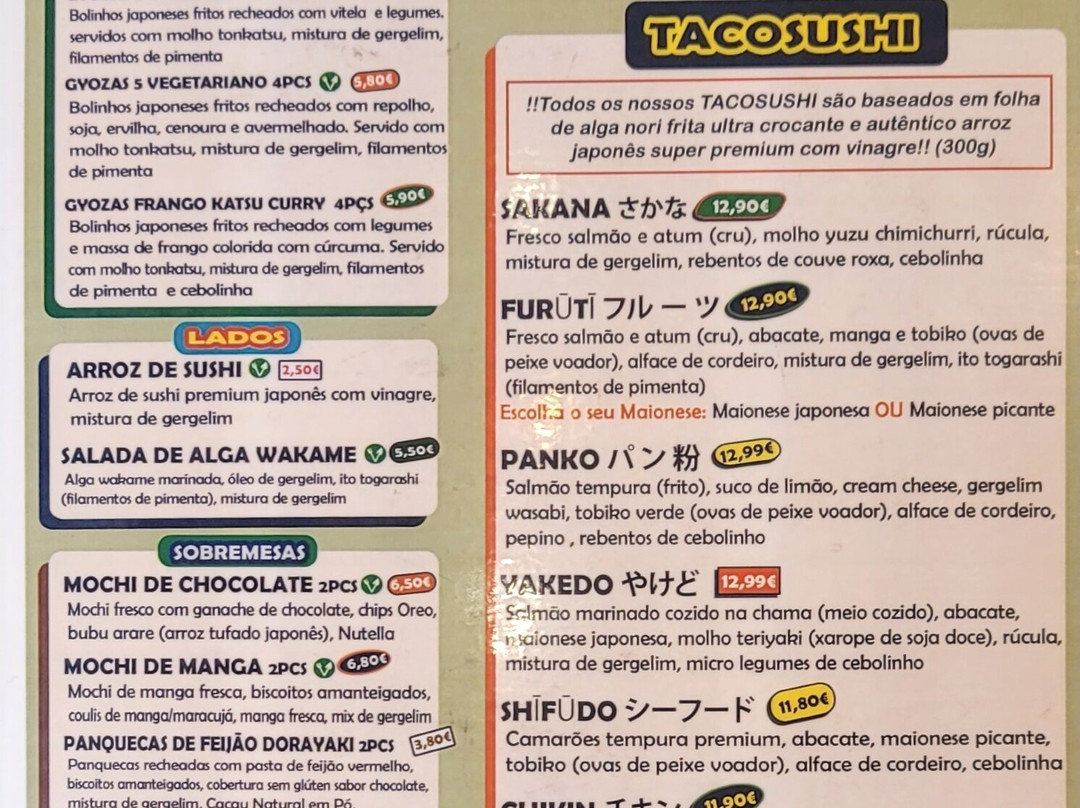 Bolinhos japoneses fritos recheados com vitela e legumes.
servidos com molho tonkatsu, mistura de gergelim,
filamentos de pimenta
GYOZAS 5 VEGETARIANO 4PCS V 5,80€
Bolinhos japoneses fritos recheados com repolho,
soja, ervilha, cenoura e avermelhado. Servido com
molho tonkatsu, mistura de gergelim, filamentos
de pimenta
GYOZAS FRANGO KATSU CURRY 4PÇS 5,90€
Bolinhos japoneses fritos recheados com legumes
e massa de frango colorida com cúrcuma. Servido
com molho tonkatsu, mistura de gergelim, filamentos
de pimenta e cebolinha
LADOS
ARROZ DE SUSHI V 2,50€
Arroz de sushi premium japonês com vinagre,
mistura de gergelim
SALADA DE ALGA WAKAME V 5,50€
Alga wakame marinada, óleo de gergelim, ito togarashi
(filamentos de pimenta), mistura de gergelim
SOBREMESAS
MOCHI DE CHOCOLATE 2PCS V 6,50€
Mochi fresco com ganache de chocolate, chips Oreo,
bubu arare (arroz tufado japonês), Nutella
MOCHI DE MANGA 2PCS V 6,80€
Mochi de manga fresca, biscoitos amanteigados,
coulis de manga/maracujá, manga fresca, mix de gergelim
PANQUECAS DE FEIJÃO DORAYAKI 2PCS 3,80€
Panquecas recheadas com pasta de feijão vermelho,
biscoitos amanteigados, cobertura sem glúten sabor chocolate,
mistura de gergelim, Cacau Natural em Pó.
TACOSUSHI
!!Todos os nossos TACOSUSHI são baseados em folha
de alga nori frita ultra crocante e autêntico arroz
japonês super premium com vinagre!! (300g)
SAKANA さかな 12,90€
Fresco salmão e atum (cru), molho yuzu chimichurri, rúcula,
mistura de gergelim, rebentos de couve roxa, cebolinha
FURŪTĪ フルーツ 12,90€
Fresco salmão e atum (cru), abacate, manga e tobiko (ovas de
peixe voador), alface de cordeiro, mistura de gergelim, ito togarashi
(filamentos de pimenta)
Escolha o seu Maionese: Maionese japonesa OU Maionese picante
PANKO パン粉 12,99€
Salmão tempura (frito), suco de limão, cream cheese, gergelim
wasabi, tobiko verde (ovas de peixe voador), alface de cordeiro,
pepino , rebentos de cebolinho
YAKEDO やけど 12,99€
Salmão marinado cozido na chama (meio cozido), abacate,
maionese japonesa, molho teriyaki (xarope de soja doce), rúcula,
mistura de gergelim, micro legumes de cebolinho
SHĪFŪDO シーフード 11,80€
Camarões tempura premium, abacate, maionese picante,
tobiko (ovas de peixe voador), alface de cordeiro, cebolinha
11,90€